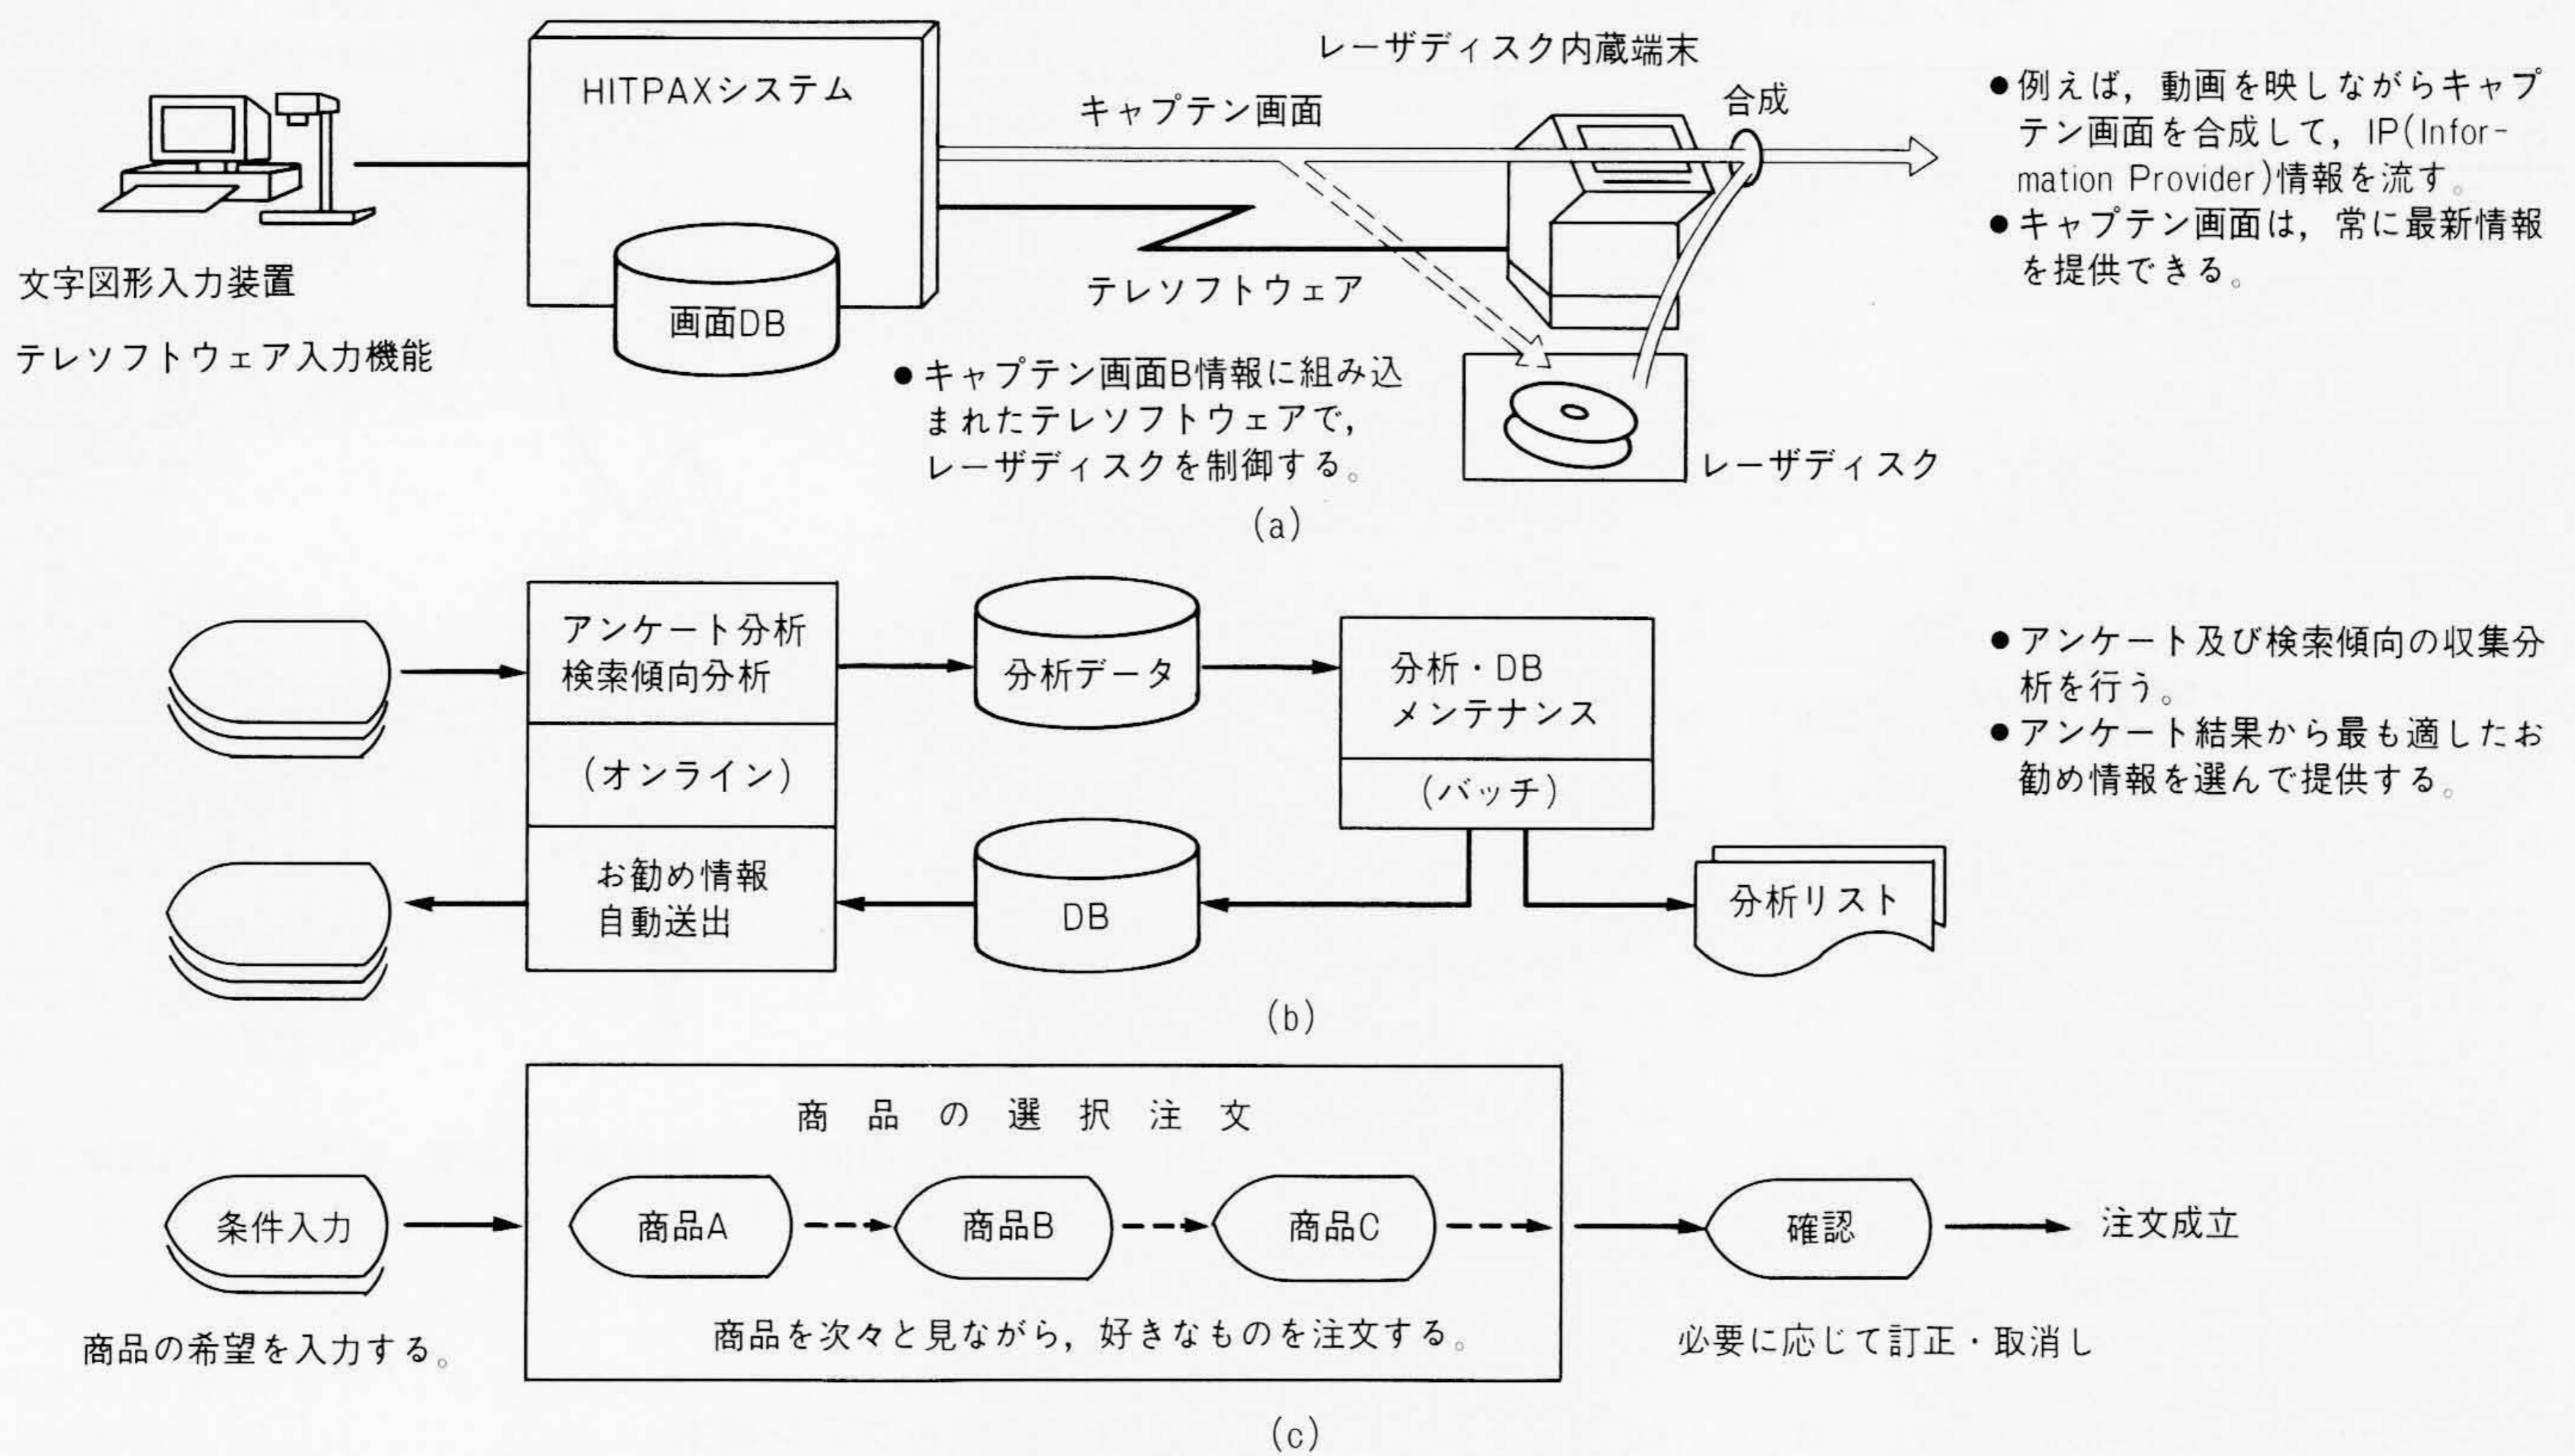 HITPAXシステム
画面DB
文字図形入力装置
テレソフトウェア入力機能
キャプテン画面
テレソフトウェア
レーザディスク内蔵端末
合成
●例えば，動画を映しながらキャプ
テン画面を合成して，IP(Infor-
mation Provider)情報を流す。
●キャプテン画面は，常に最新情報
を提供できる。
●キャプテン画面B情報に組み込
まれたテレソフトウェアで，
レーザディスクを制御する。
レーザディスク
(a)
アンケート分析
検索傾向分析
(オンライン)
お勧め情報
自動送出
分析データ
DB
分析・DB
メンテナンス
(バッチ)
分析リスト
●アンケート及び検索傾向の収集分
析を行う。
●アンケート結果から最も適したお
勧め情報を選んで提供する。
(b)
商品の選択注文
条件入力
商品A
商品B
商品C
確認
注文成立
商品の希望を入力する。
商品を次々と見ながら，好きなものを注文する。
必要に応じて訂正・取消し
(c)